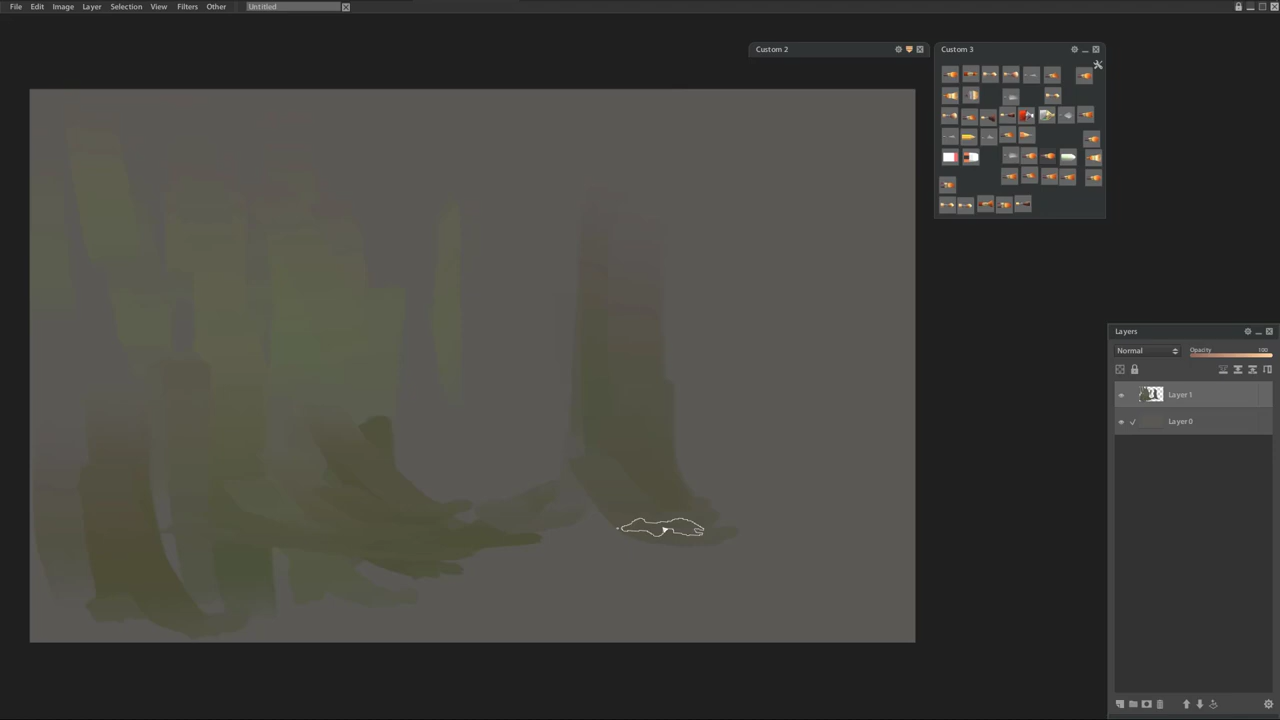 File Edit Image Layer Selection View Filters Other Untitled
Custom 2
Custom 3
Layers
Normal
Opacity 100
Layer 1
Layer 0